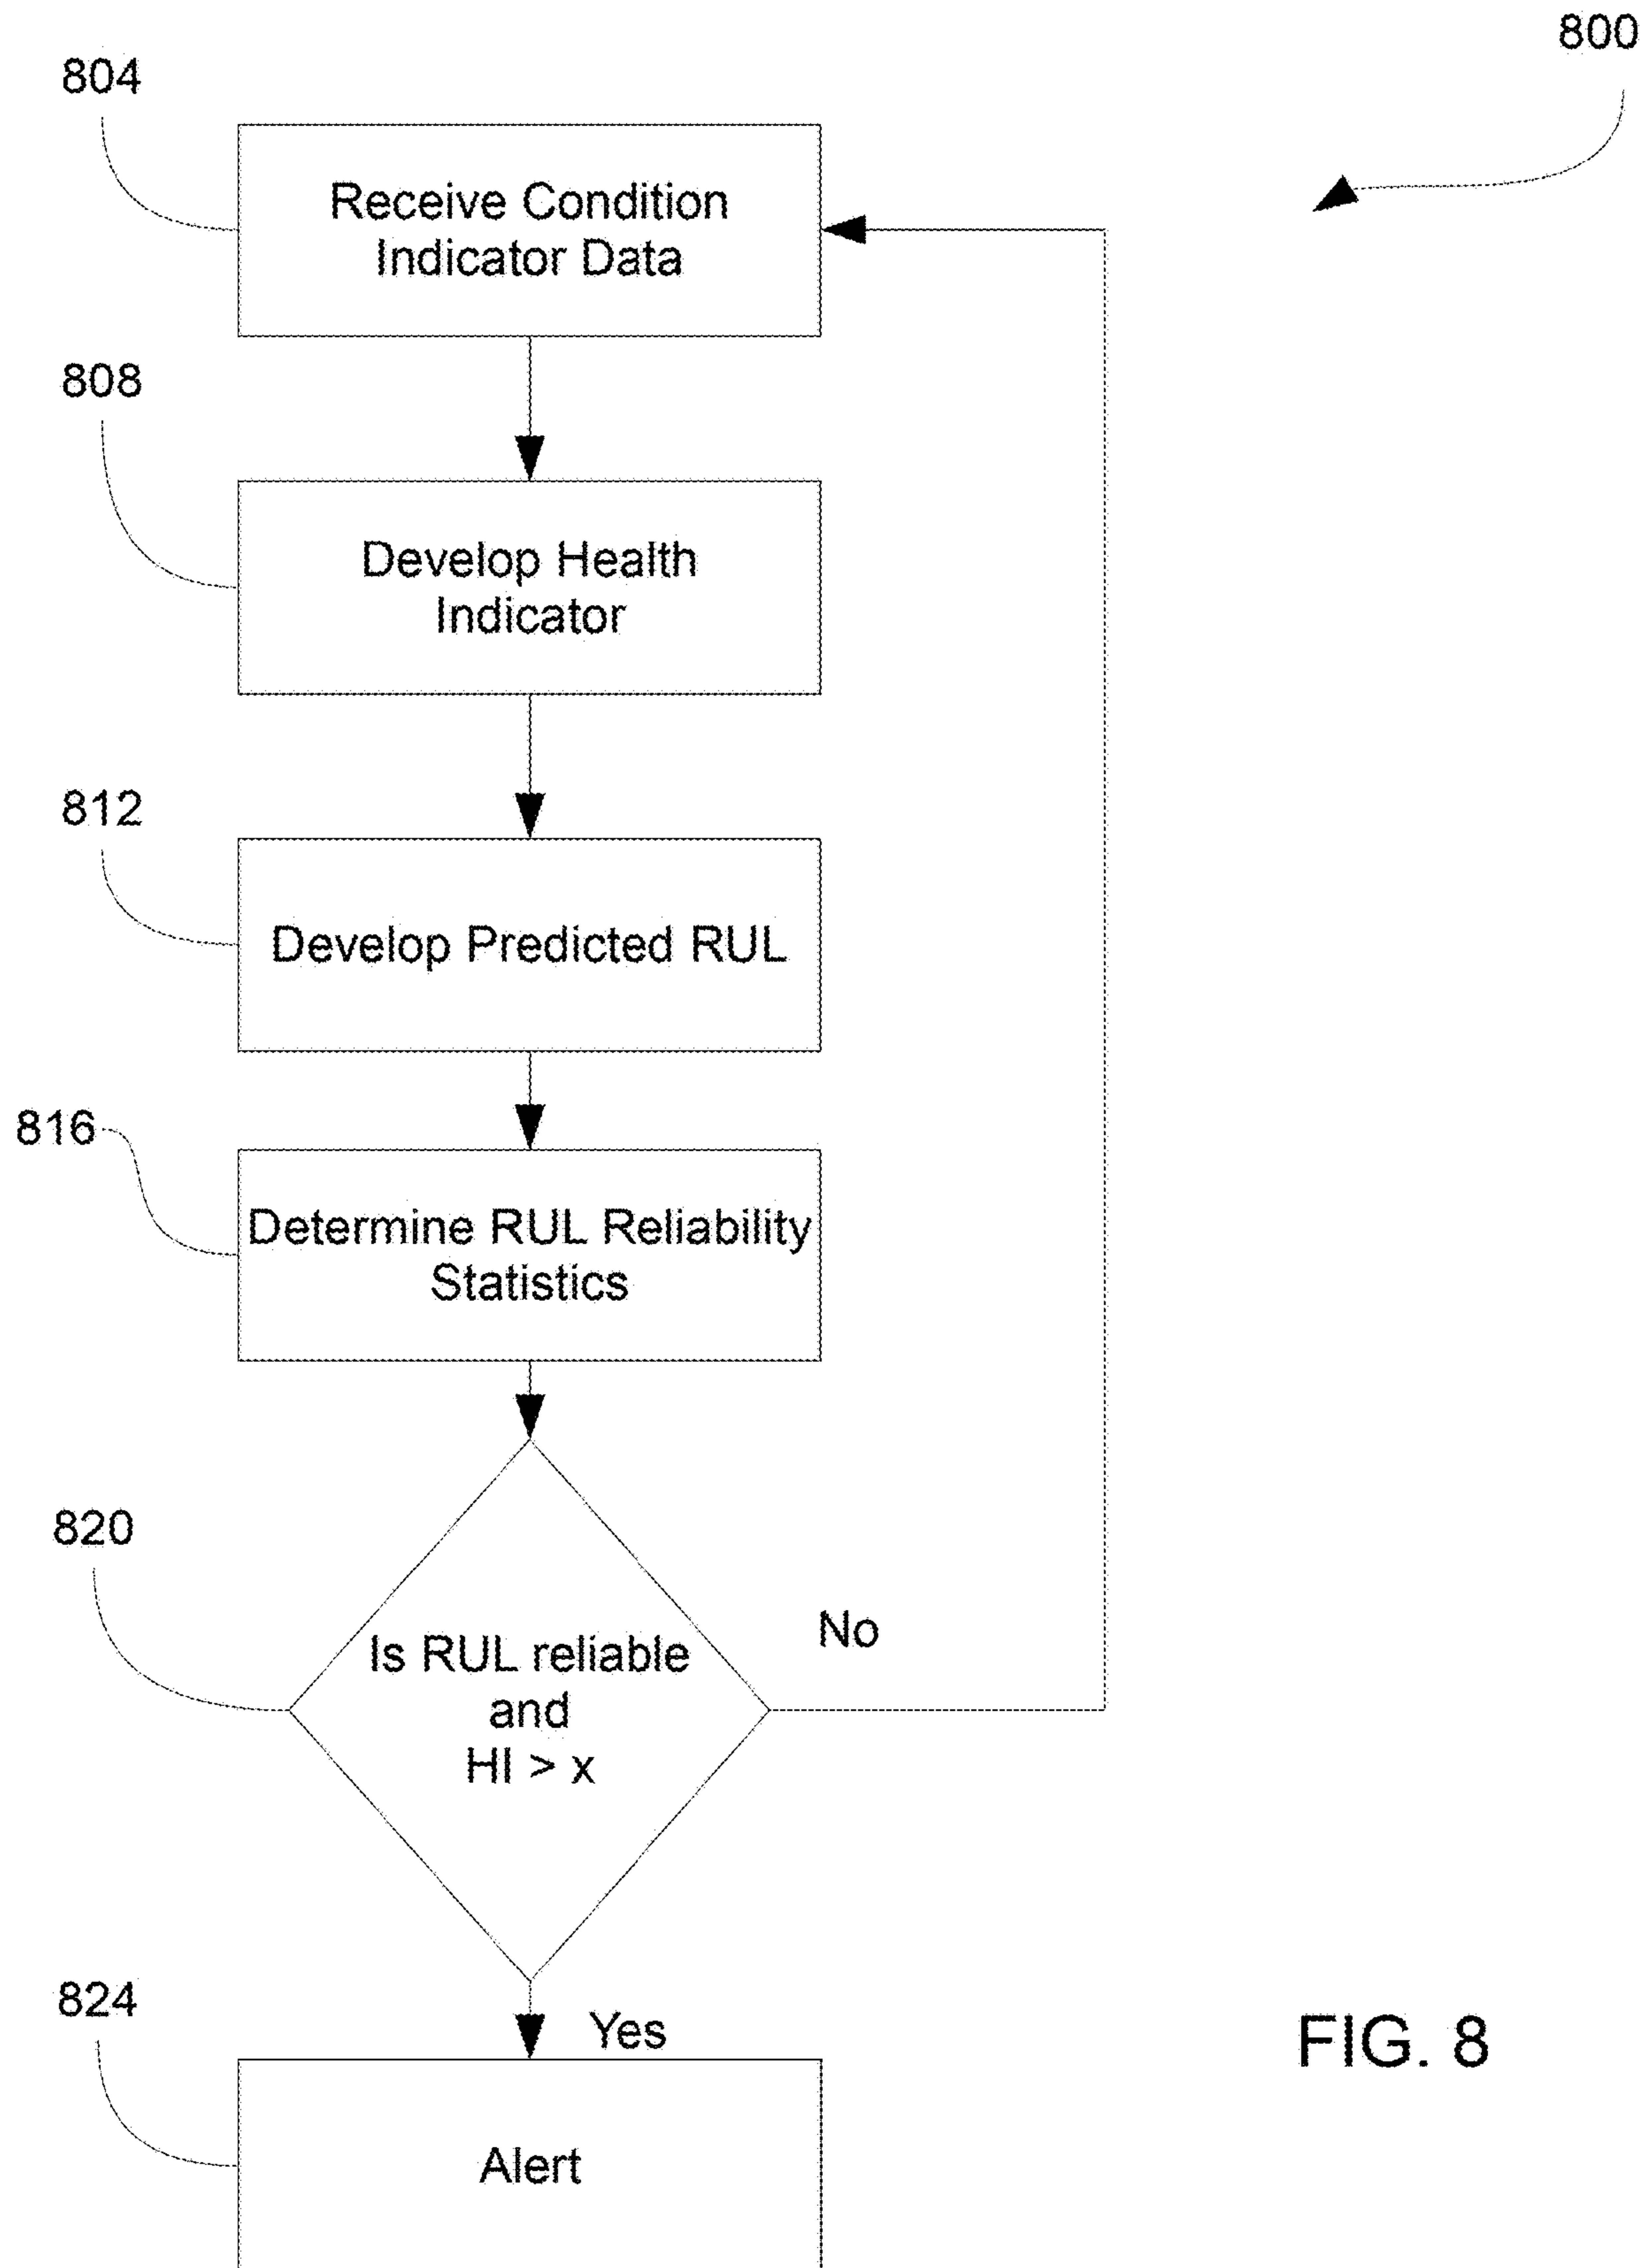 800
804
Receive Condition
Indicator Data
808
Develop Health
Indicator
812
Develop Predicted RUL
816
Determine RUL Reliability
Statistics
820
Is RUL reliable
and
HI > x
No
Yes
824
Alert
FIG. 8